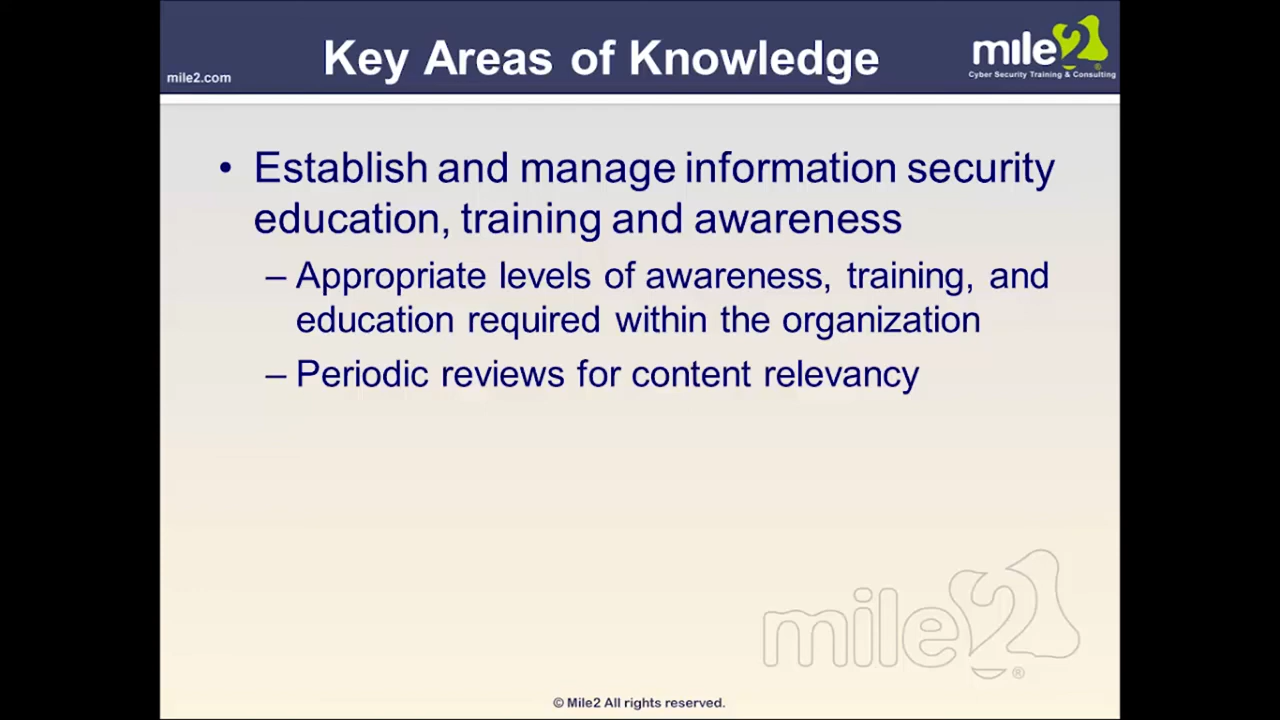 Key Areas of Knowledge
mile2.com
mile2
Cyber Security Training & Consulting
• Establish and manage information security
education, training and awareness
– Appropriate levels of awareness, training, and
education required within the organization
– Periodic reviews for content relevancy
mile2
®
© Mile2 All rights reserved.